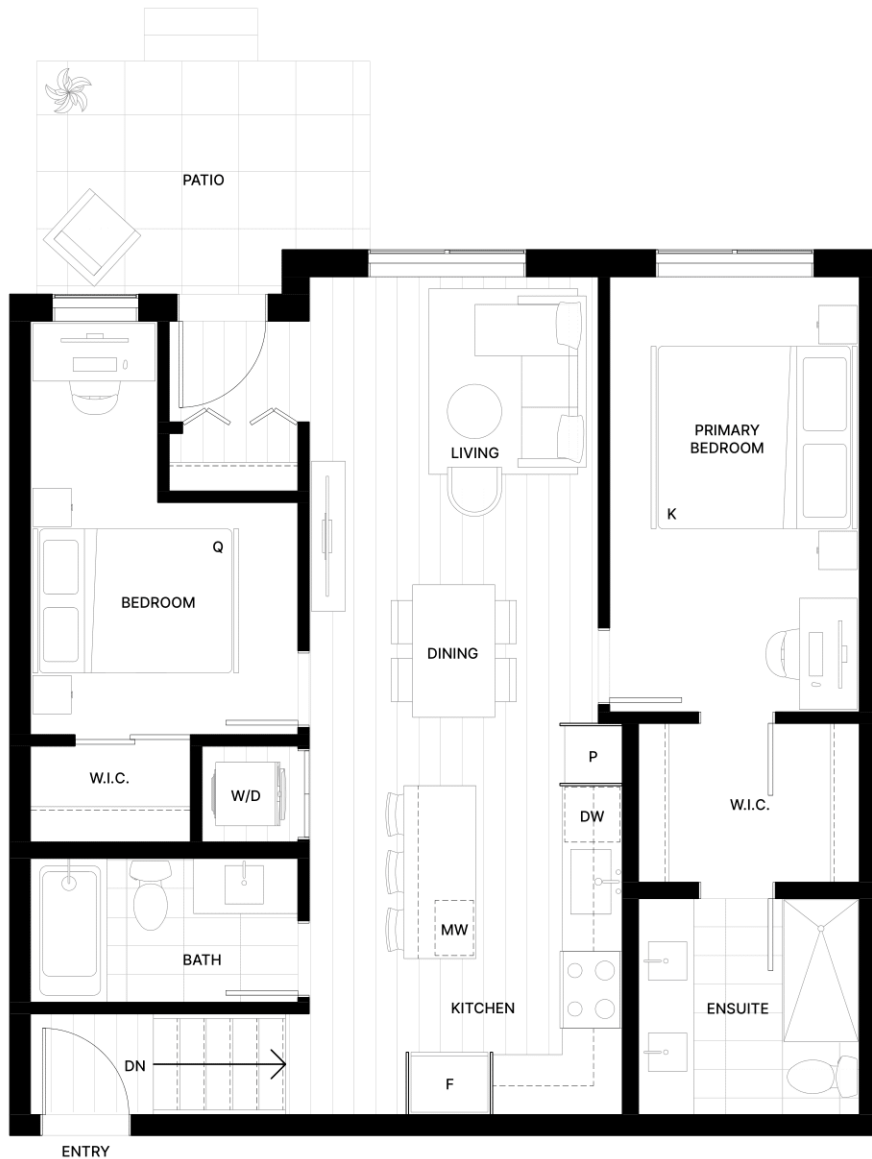 PATIO
LIVING
PRIMARY
BEDROOM
K
Q
BEDROOM
DINING
P
W.I.C.
W/D
DW
W.I.C.
MW
BATH
KITCHEN
ENSUITE
DN
F
ENTRY